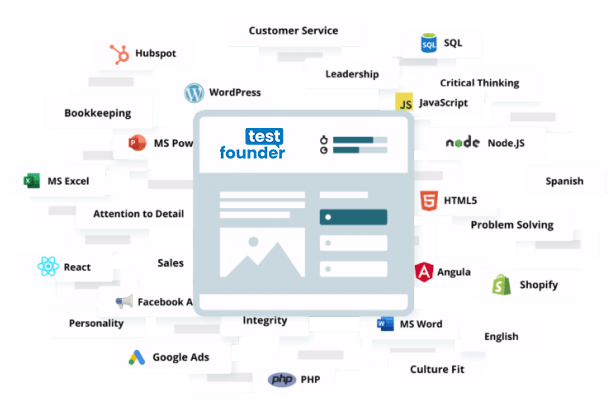 Customer Service
Hubspot
SQL
SQL
Leadership
Critical Thinking
WordPress
JS
JavaScript
Bookkeeping
test
founder
P
MS Pow
node
Node.JS
X
MS Excel
Spanish
5
HTML5
Attention to Detail
Problem Solving
React
Sales
A
Angula
Shopify
Facebook A
Personality
Integrity
W
MS Word
English
Google Ads
Culture Fit
php
PHP